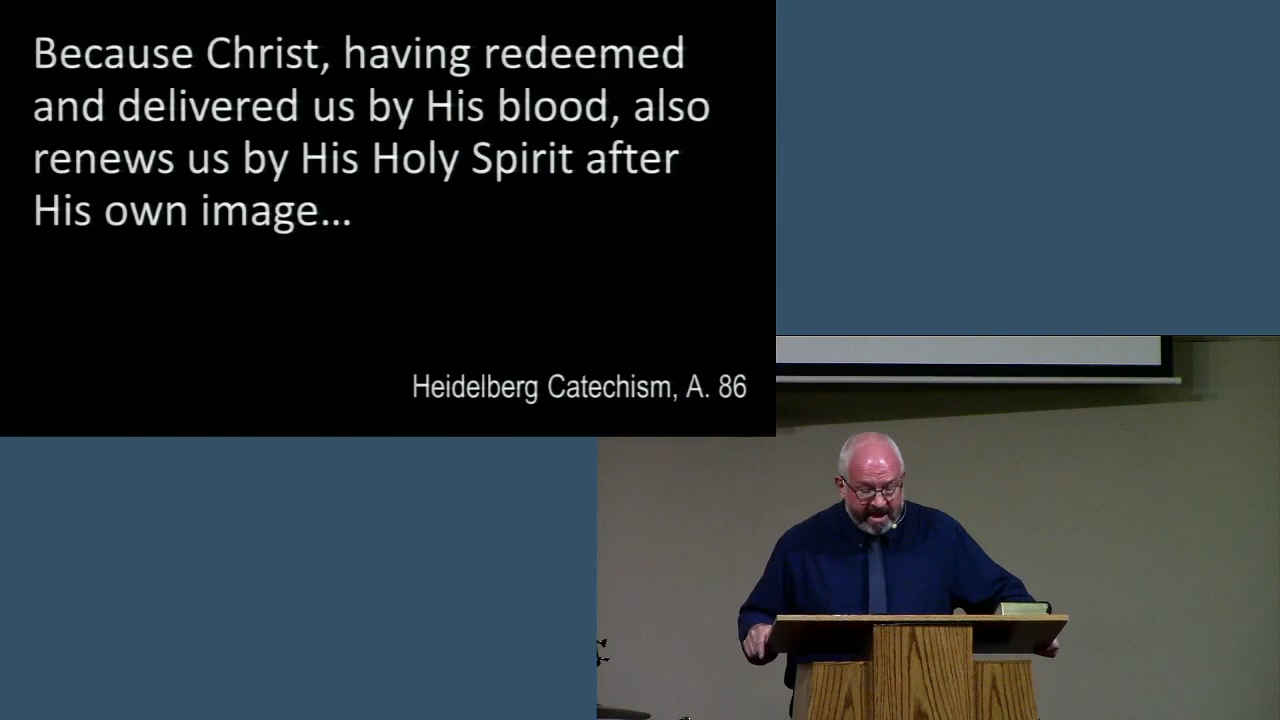 Because Christ, having redeemed
and delivered us by His blood, also
renews us by His Holy Spirit after
His own image...
Heidelberg Catechism, A. 86